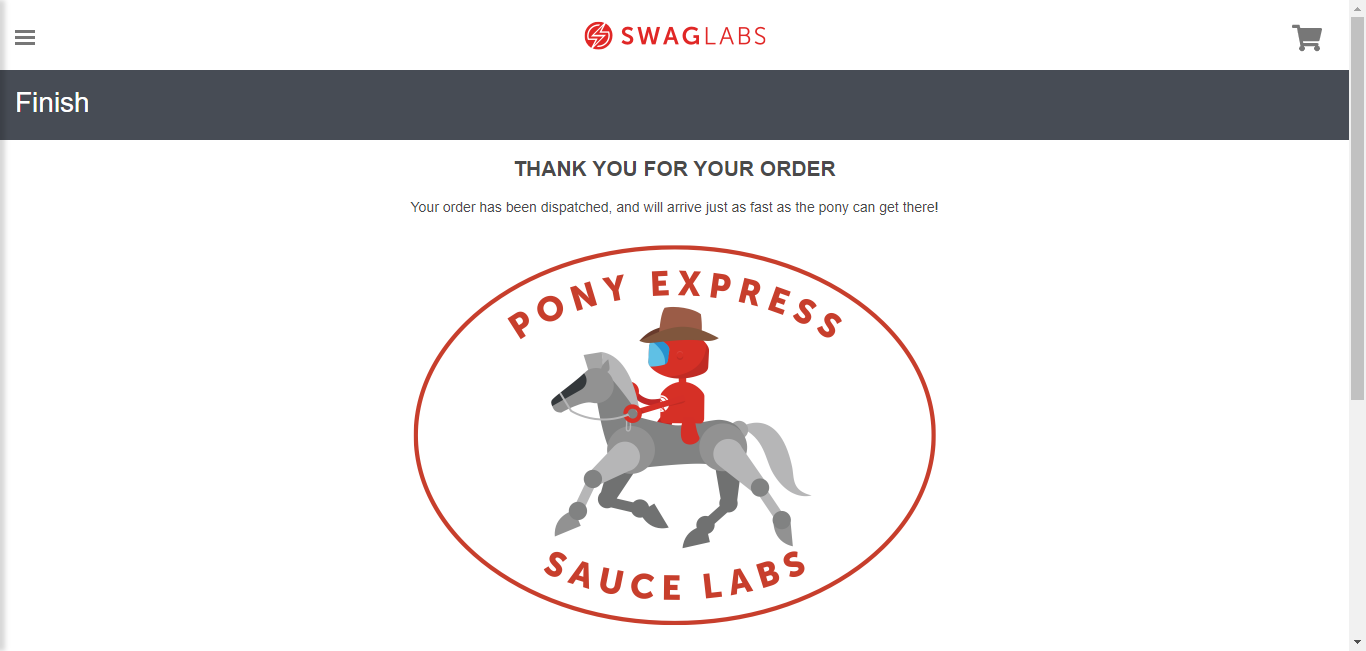 SWAGLABS
Finish
THANK YOU FOR YOUR ORDER
Your order has been dispatched, and will arrive just as fast as the pony can get there!
PONY EXPRESS
SAUCE LABS